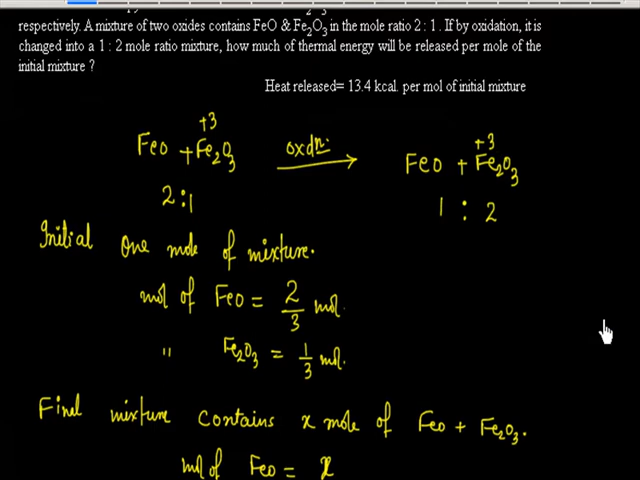 respectively. A mixture of two oxides contains FeO & Fe₂O₃ in the mole ratio 2 : 1. If by oxidation, it is
changed into a 1 : 2 mole ratio mixture, how much of thermal energy will be released per mole of the
initial mixture ?
Heat released= 13.4 kcal. per mol of initial mixture
+3
FeO + Fe₂O₃
oxdn:
+3
FeO + Fe₂O₃
2 : 1
1 : 2
Initial One mole of mixture.
mol of FeO = 2/3 mol.
" Fe₂O₃ = 1/3 mol.
Final mixture contains x mole of FeO + Fe₂O₃.
mol of FeO = x